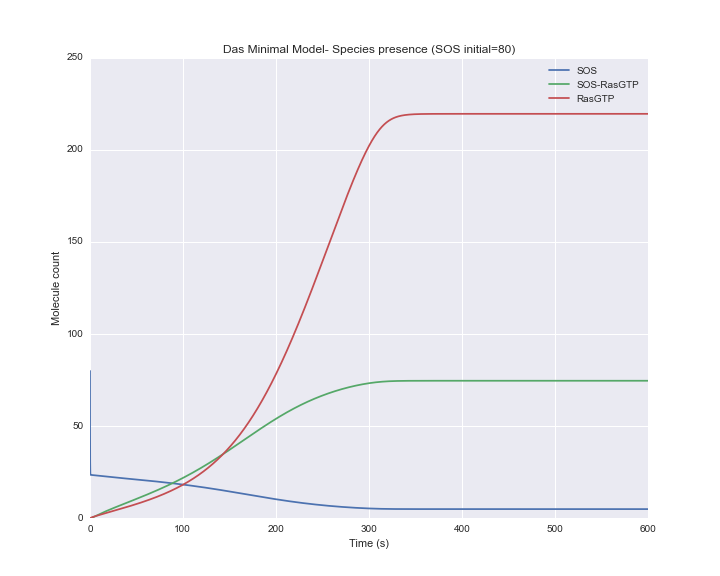 Das Minimal Model- Species presence (SOS initial=80)
250
200
150
100
50
0
Molecule count
SOS
SOS-RasGTP
RasGTP
0 100 200 300 400 500 600
Time (s)